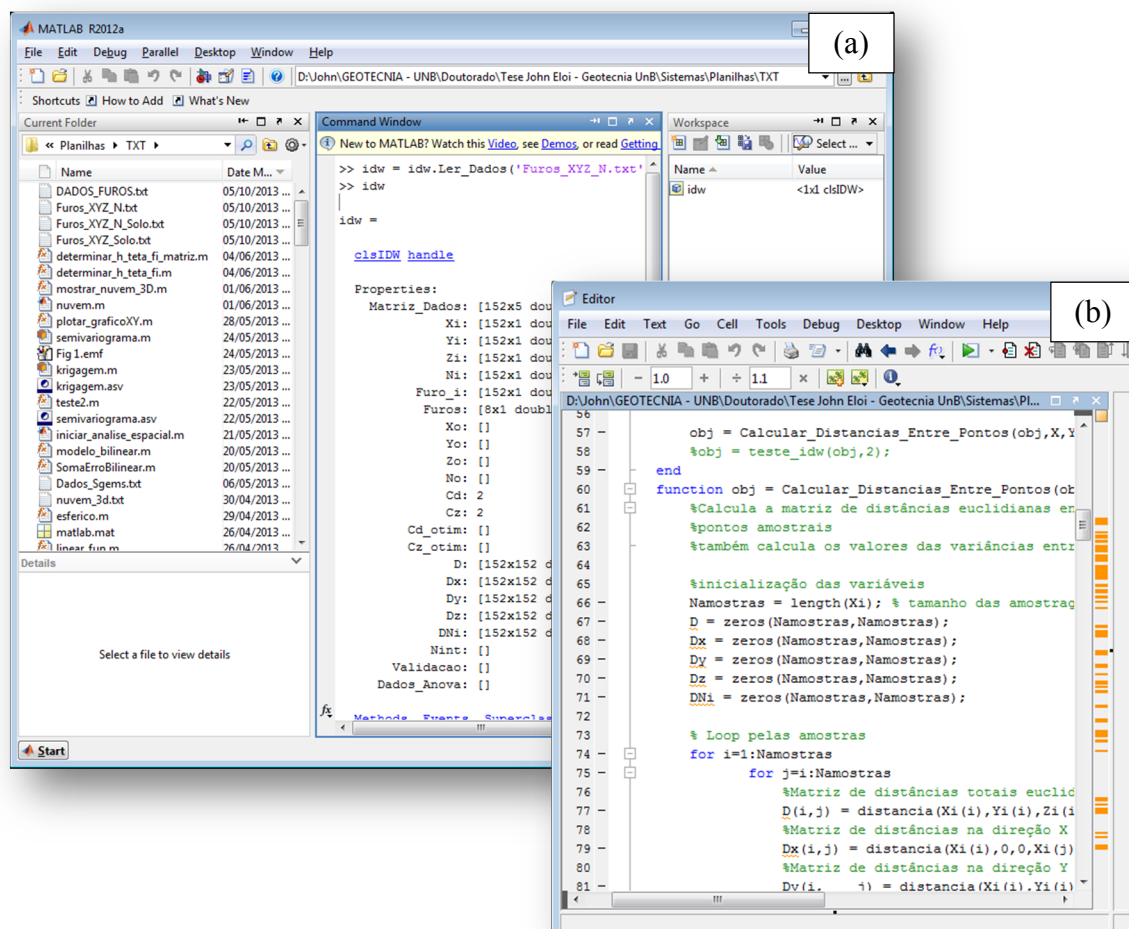 MATLAB R2012a
(a)
File Edit Debug Parallel Desktop Window Help
D:\John\GEOTECNIA - UNB\Doutorado\Tese John Eloi - Geotecnia UnB\Sistemas\Planilhas\TXT
Shortcuts How to Add What's New
Current Folder
« Planilhas TXT
Name Date M...
DADOS_FUROS.txt 05/10/2013 ...
Furos_XYZ_N.txt 05/10/2013 ...
Furos_XYZ_N_Solo.txt 05/10/2013 ...
Furos_XYZ_Solo.txt 05/10/2013 ...
determinar_h_teta_fi_matriz.m 04/06/2013 ...
determinar_h_teta_fi.m 04/06/2013 ...
mostrar_nuvem_3D.m 01/06/2013 ...
nuvem.m 01/06/2013 ...
plotar_graficoXY.m 28/05/2013 ...
semivariograma.m 24/05/2013 ...
Fig 1.emf 24/05/2013 ...
krigagem.m 23/05/2013 ...
krigagem.asv 23/05/2013 ...
teste2.m 22/05/2013 ...
semivariograma.asv 22/05/2013 ...
iniciar_analise_espacial.m 21/05/2013 ...
modelo_bilinear.m 20/05/2013 ...
SomaErroBilinear.m 20/05/2013 ...
Dados_Sgems.txt 06/05/2013 ...
nuvem_3d.txt 30/04/2013 ...
esferico.m 29/04/2013 ...
matlab.mat 26/04/2013 ...
linear_fun.m 26/04/2013
Details
Select a file to view details
Start
Command Window
New to MATLAB? Watch this Video, see Demos, or read Getting
>> idw = idw.Ler_Dados('Furos_XYZ_N.txt'
>> idw
idw =
clsIDW handle
Properties:
Matriz_Dados: [152x5 dou
Xi: [152x1 dou
Yi: [152x1 dou
Zi: [152x1 dou
Ni: [152x1 dou
Furo_i: [152x1 dou
Furos: [8x1 doubl
Xo: []
Yo: []
Zo: []
No: []
Cd: 2
Cz: 2
Cd_otim: []
Cz_otim: []
D: [152x152 d
Dx: [152x152 d
Dy: [152x152 d
Dz: [152x152 d
DNi: [152x152 d
Nint: []
Validacao: []
Dados_Anova: []
fx
Methods, Events, Superclas
Workspace
Select ...
Name Value
idw <1x1 clsIDW>
Editor
(b)
File Edit Text Go Cell Tools Debug Desktop Window Help
− 1.0 + ÷ 1.1 ×
D:\John\GEOTECNIA - UNB\Doutorado\Tese John Eloi - Geotecnia UnB\Sistemas\Pl...
56
57 − obj = Calcular_Distancias_Entre_Pontos(obj,X,Y
58 %obj = teste_idw(obj,2);
59 − end
60 function obj = Calcular_Distancias_Entre_Pontos(ob
61 %Calcula a matriz de distâncias euclidianas en
62 %pontos amostrais
63 %também calcula os valores das variâncias entr
64
65 %inicialização das variáveis
66 − Namostras = length(Xi); % tamanho das amostrag
67 − D = zeros(Namostras,Namostras);
68 − Dx = zeros(Namostras,Namostras);
69 − Dy = zeros(Namostras,Namostras);
70 − Dz = zeros(Namostras,Namostras);
71 − DNi = zeros(Namostras,Namostras);
72
73 % Loop pelas amostras
74 − for i=1:Namostras
75 − for j=i:Namostras
76 %Matriz de distâncias totais euclid
77 − D(i,j) = distancia(Xi(i),Yi(i),Zi(i
78 %Matriz de distâncias na direção X
79 − Dx(i,j) = distancia(Xi(i),0,0,Xi(j)
80 %Matriz de distâncias na direção Y
81 − Dy(i, j) = distancia(Xi(i),Yi(i)